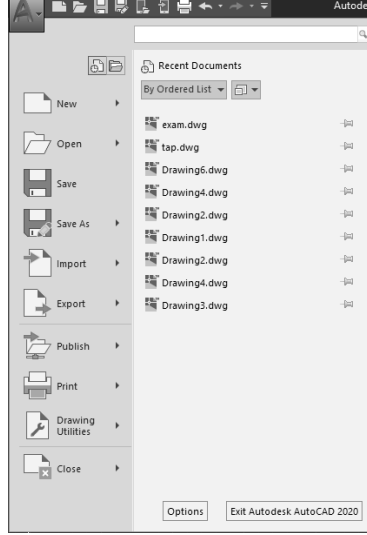 A
Autode
Recent Documents
By Ordered List
New
Open
Save
Save As
Import
Export
Publish
Print
Drawing
Utilities
Close
exam.dwg
tap.dwg
Drawing6.dwg
Drawing4.dwg
Drawing2.dwg
Drawing1.dwg
Drawing2.dwg
Drawing4.dwg
Drawing3.dwg
Options
Exit Autodesk AutoCAD 2020